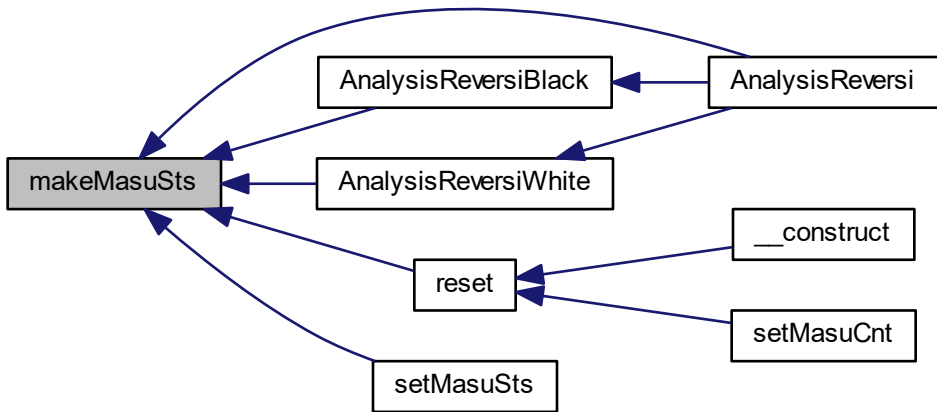 makeMasuSts
AnalysisReversiBlack
AnalysisReversi
AnalysisReversiWhite
reset
__construct
setMasuCnt
setMasuSts